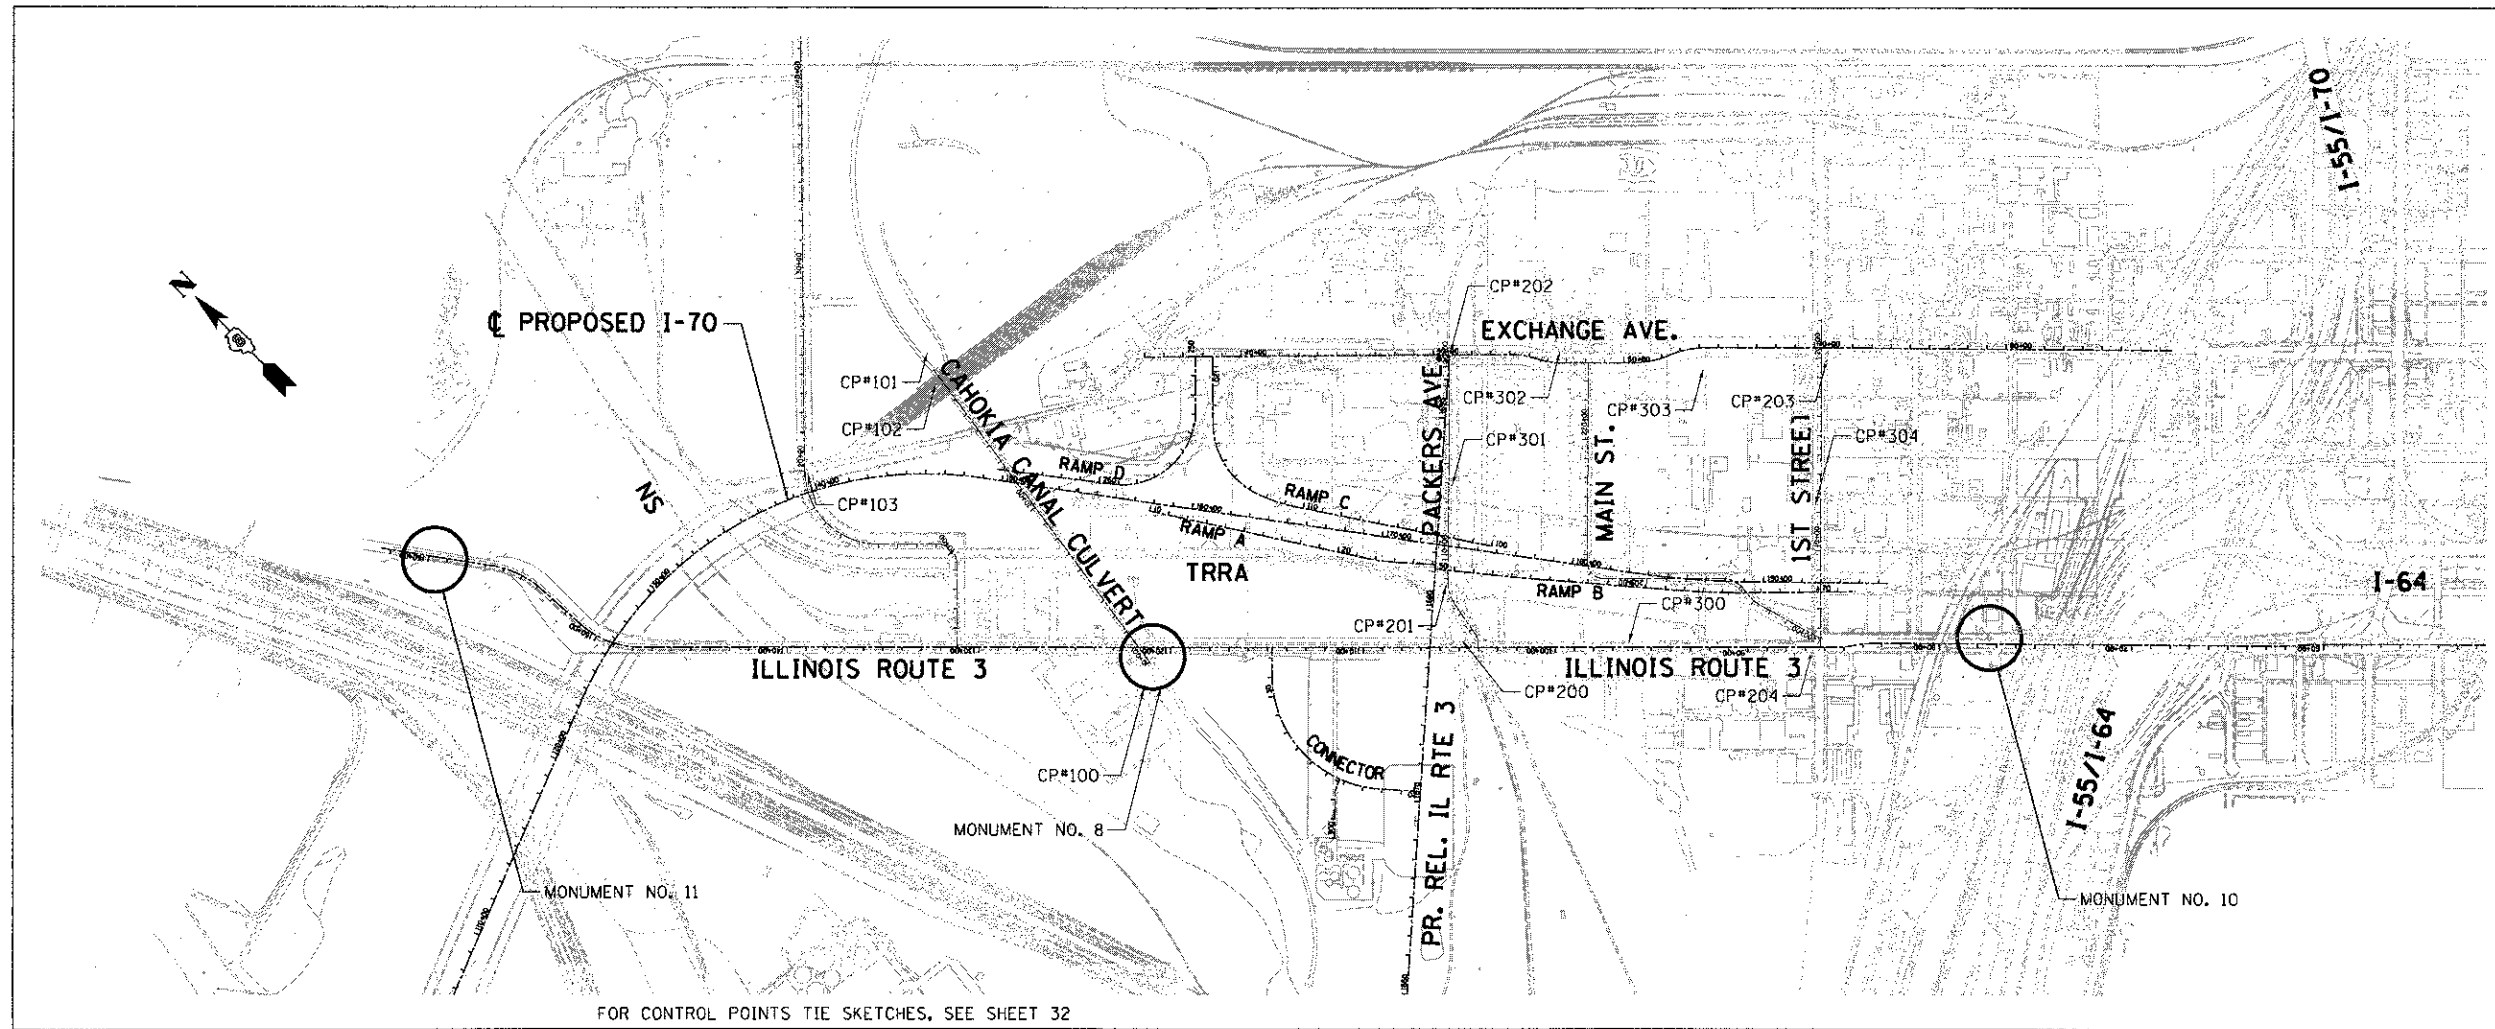 I-55/I-70
N
℄ PROPOSED I-70
CP#202
EXCHANGE AVE.
CP#101
CP#102
CAHOKIA CANAL CULVERT
CP#302
CP#303
CP#203
CP#301
CP#304
PACKERS AVE.
MAIN ST.
1ST STREET
RAMP D
RAMP C
NS
CP#103
RAMP A
TRRA
RAMP B
I-64
CP#300
CP#201
ILLINOIS ROUTE 3
ILLINOIS ROUTE 3
CP#200
CP#204
CONNECTOR
PR. REL. IL RTE 3
I-55/I-64
CP#100
MONUMENT NO. 8
MONUMENT NO. 11
MONUMENT NO. 10
FOR CONTROL POINTS TIE SKETCHES, SEE SHEET 32